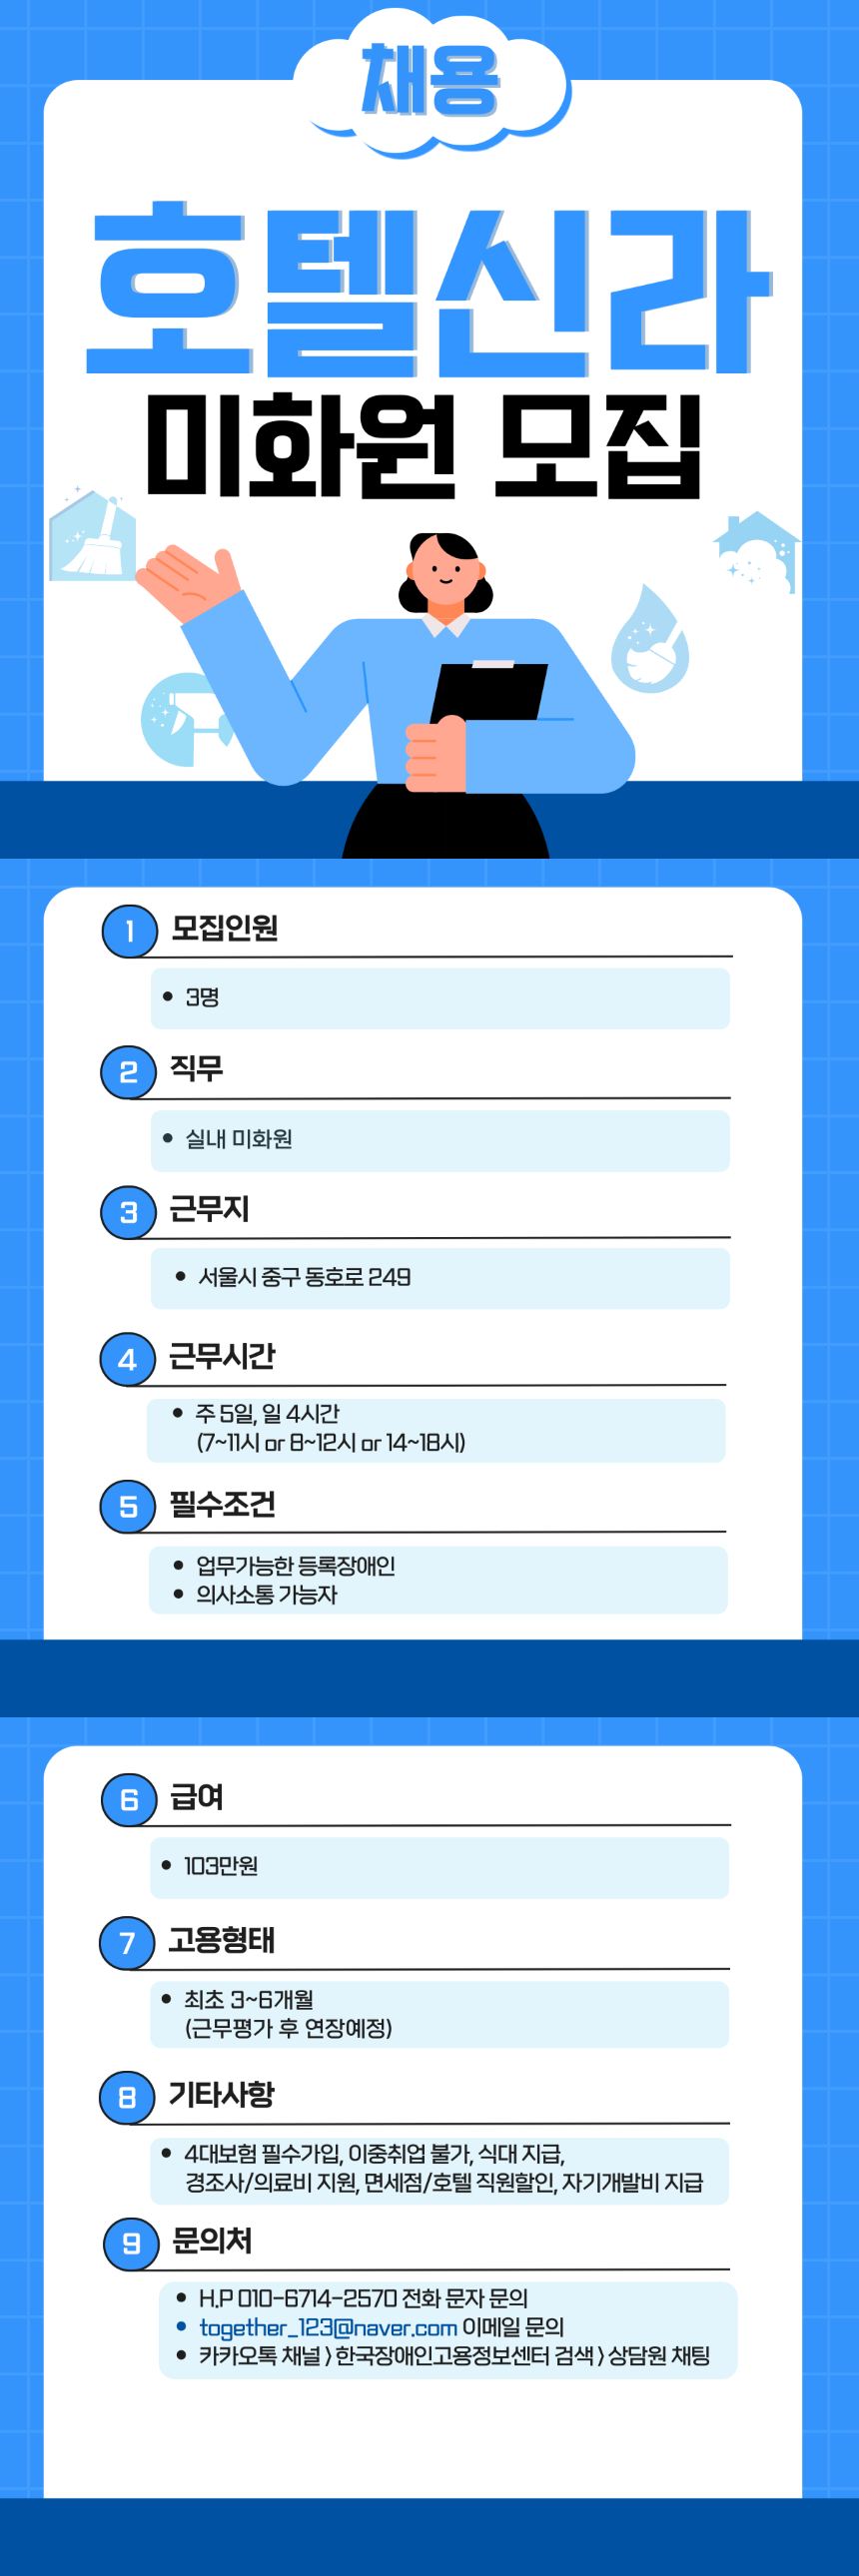 채용
호텔신라
미화원 모집
1 모집인원
• 3명
2 직무
• 실내 미화원
3 근무지
• 서울시 중구 동호로 249
4 근무시간
• 주 5일, 일 4시간
(7~11시 or 8~12시 or 14~18시)
5 필수조건
• 업무가능한 등록장애인
• 의사소통 가능자
6 급여
• 103만원
7 고용형태
• 최초 3~6개월
(근무평가 후 연장예정)
8 기타사항
• 4대보험 필수가입, 이중취업 불가, 식대 지급,
경조사/의료비 지원, 면세점/호텔 직원할인, 자기개발비 지급
9 문의처
• H.P 010-6714-2570 전화 문자 문의
• together_123@naver.com 이메일 문의
• 카카오톡 채널 > 한국장애인고용정보센터 검색 > 상담원 채팅